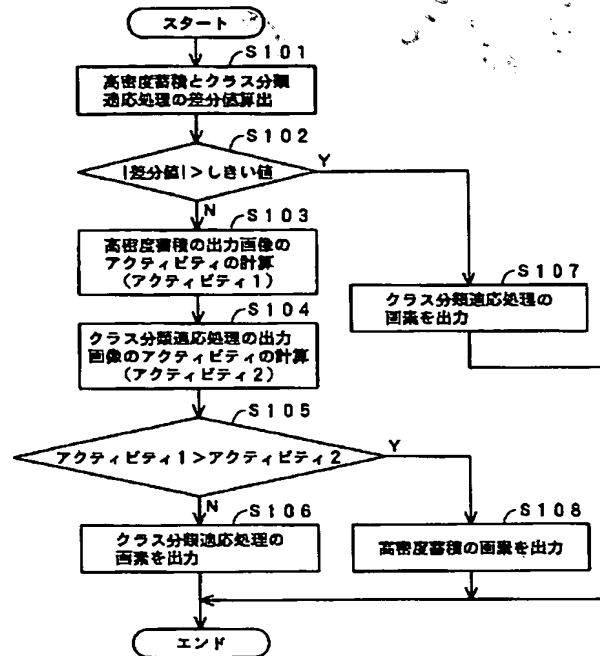 スタート
S101
高密度蓄積とクラス分類
適応処理の差分値算出
S102
|差分値|>しきい値
Y
N
S103
高密度蓄積の出力画像の
アクティビティの計算
(アクティビティ1)
S107
クラス分類適応処理の
画素を出力
S104
クラス分類適応処理の出力
画像のアクティビティの計算
(アクティビティ2)
S105
アクティビティ1>アクティビティ2
Y
N
S106
クラス分類適応処理の
画素を出力
S108
高密度蓄積の画素を出力
エンド